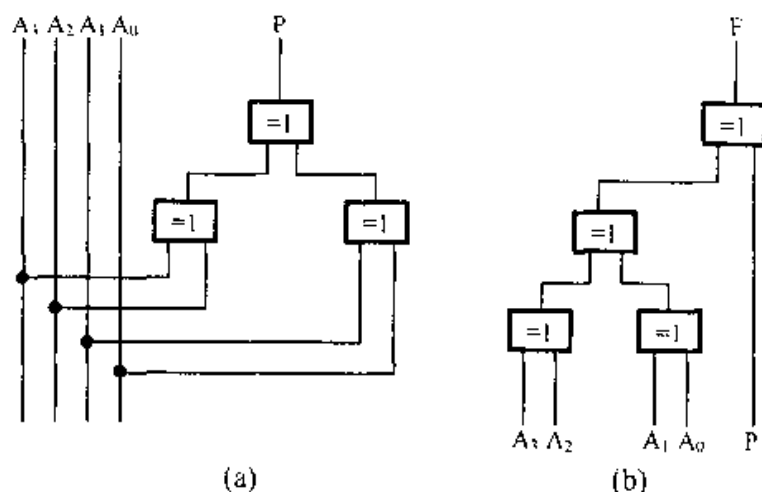 A₃ A₂ A₁ A₀ P F
=1 =1
=1 =1 =1
=1 =1
A₃ A₂ A₁ A₀ P
(a) (b)